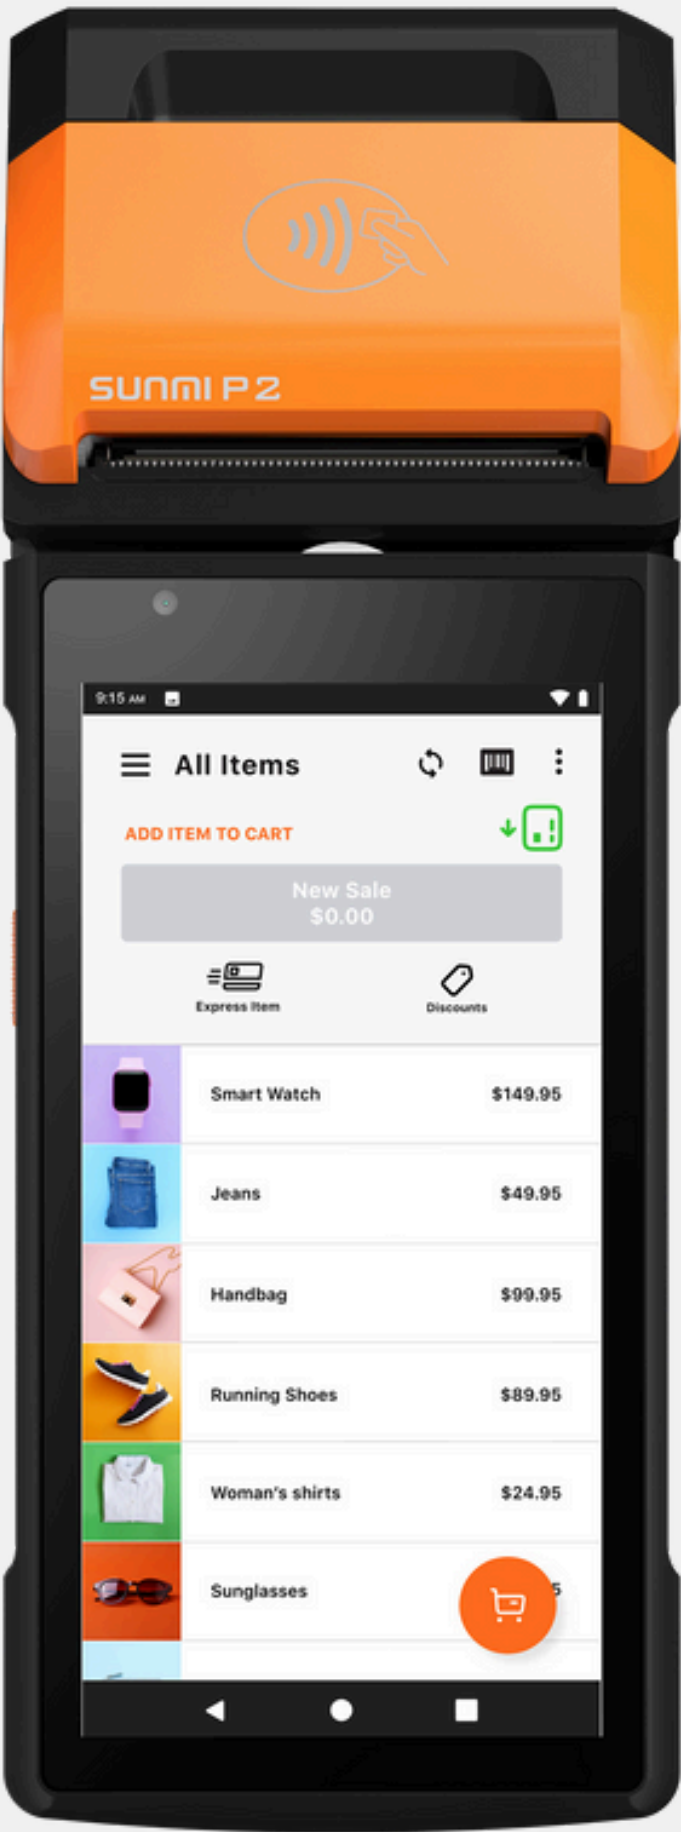 SUNMI P2
9:15 AM
All Items
ADD ITEM TO CART
New Sale
$0.00
Express Item
Discounts
Smart Watch
$149.95
Jeans
$49.95
Handbag
$99.95
Running Shoes
$89.95
Woman's shirts
$24.95
Sunglasses